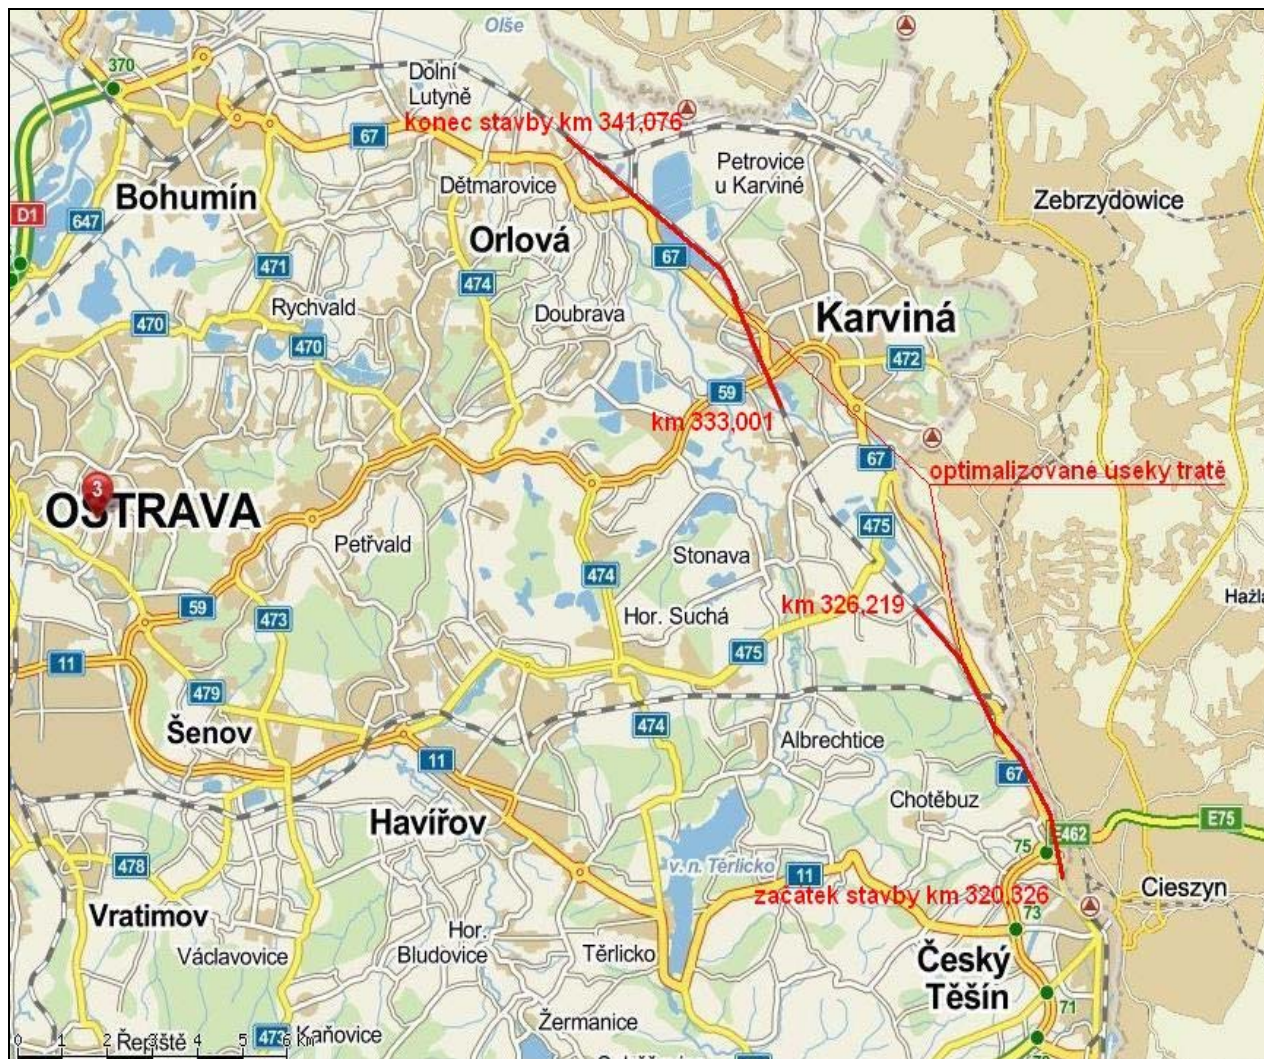 Olše
370
Dolní
Lutyně
konec stavby km 341,076
67
Petrovice
u Karviné
Bohumín
Dětmarovice
Zebrzydowice
D1
647
Orlová
67
471
474
Rychvald
Doubrava
Karviná
470
470
472
59
km 333,001
67
optimalizované úseky tratě
3
OSTRAVA
475
Petřvald
Stonava
474
Hažla
59
km 326,219
473
Hor. Suchá
475
11
479
474
Šenov
Albrechtice
11
67
Chotěbuz
Havířov
E75
E462
75
478
v. n. Těrlicko
11
Cieszyn
začátek stavby km 320,326
Vratimov
73
Hor.
Bludovice
Václavovice
Těrlicko
Český
Těšín
71
Žermanice
473
Kaňovice
Řepiště
0 1 2 3 4 5 6 km